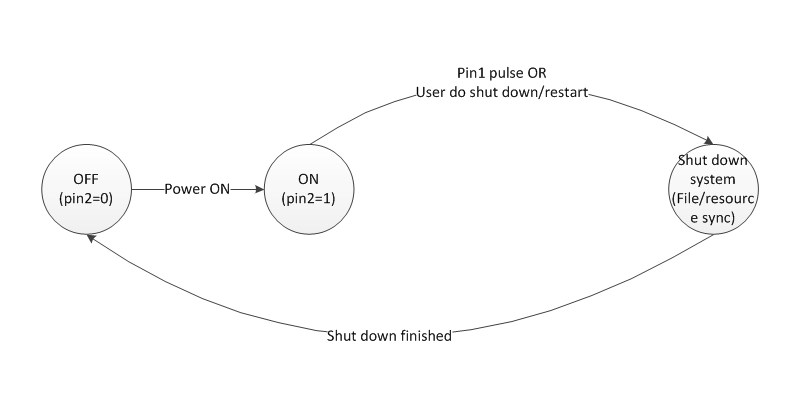 Pin1 pulse OR
User do shut down/restart
OFF
(pin2=0)
Power ON
ON
(pin2=1)
Shut down
system
(File/resourc
e sync)
Shut down finished